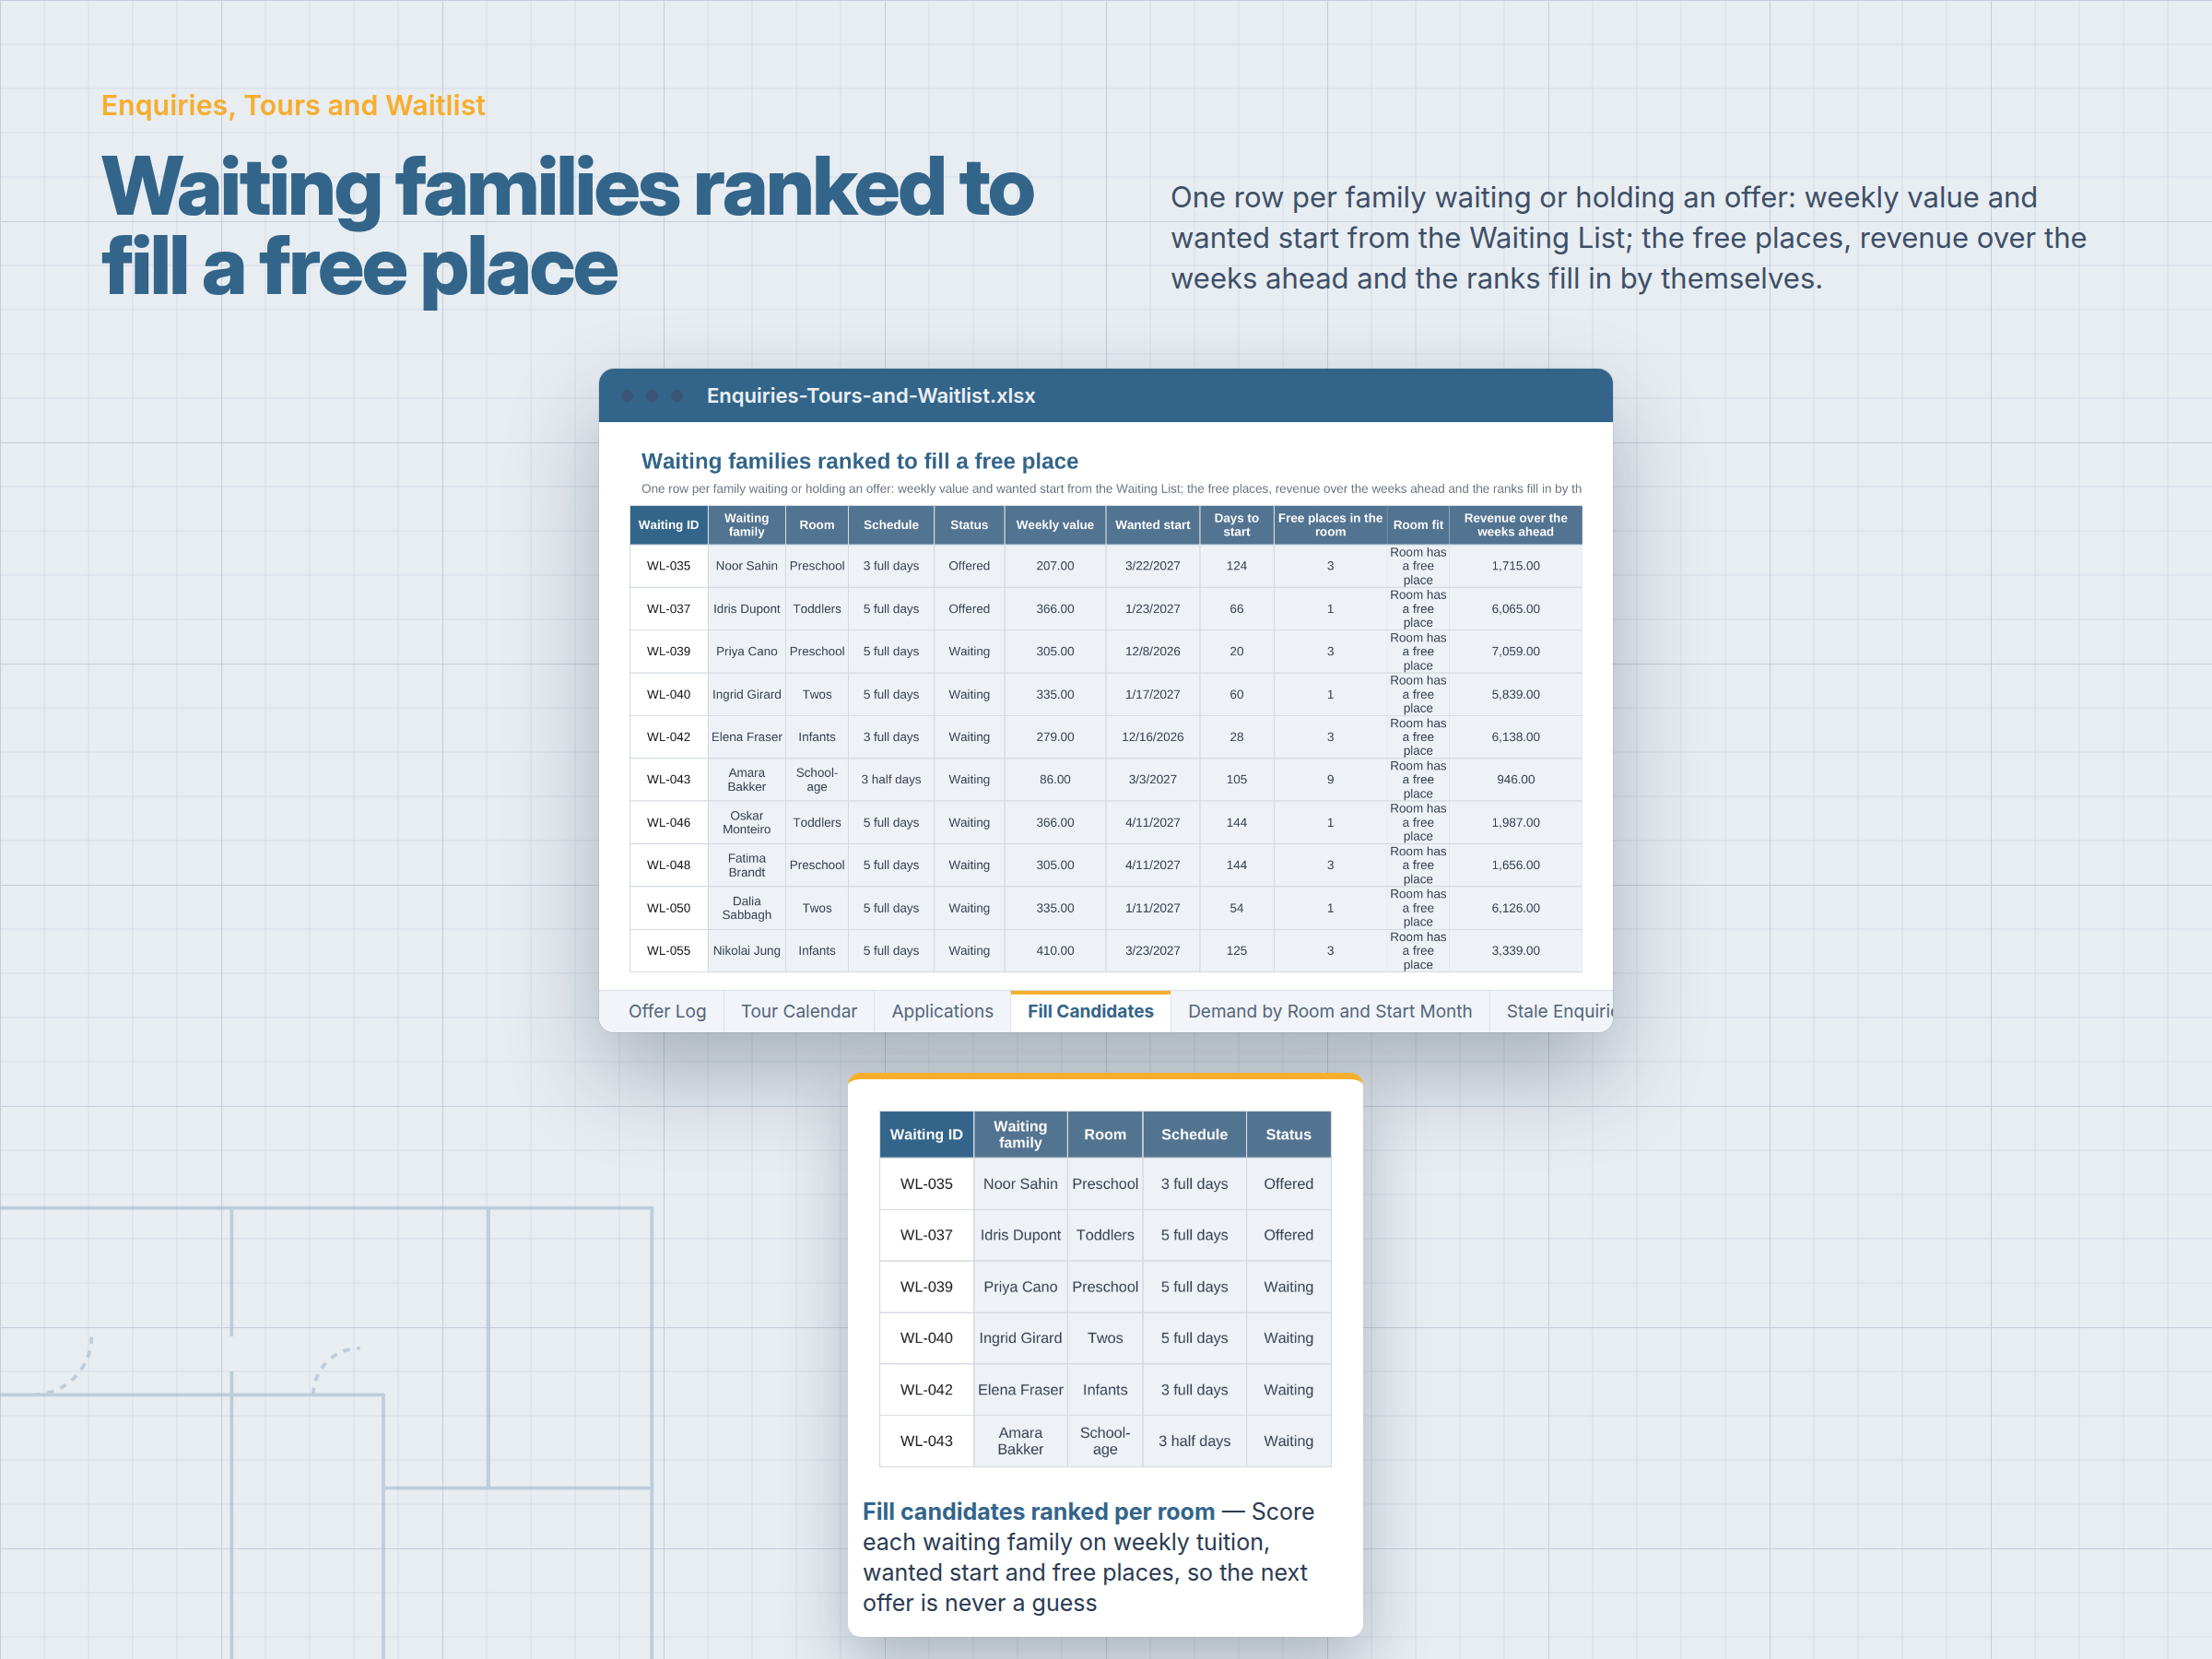 Enquiries, Tours and Waitlist
Waiting families ranked to
fill a free place
One row per family waiting or holding an offer: weekly value and
wanted start from the Waiting List; the free places, revenue over the
weeks ahead and the ranks fill in by themselves.
Enquiries-Tours-and-Waitlist.xlsx
Waiting families ranked to fill a free place
One row per family waiting or holding an offer: weekly value and wanted start from the Waiting List; the free places, revenue over the weeks ahead and the ranks fill in by th
Waiting ID Waiting family Room Schedule Status Weekly value Wanted start Days to start Free places in the room Room fit Revenue over the weeks ahead
WL-035 Noor Sahin Preschool 3 full days Offered 207.00 3/22/2027 124 3 Room has a free place 1,715.00
WL-037 Idris Dupont Toddlers 5 full days Offered 366.00 1/23/2027 66 1 Room has a free place 6,065.00
WL-039 Priya Cano Preschool 5 full days Waiting 305.00 12/8/2026 20 3 Room has a free place 7,059.00
WL-040 Ingrid Girard Twos 5 full days Waiting 335.00 1/17/2027 60 1 Room has a free place 5,839.00
WL-042 Elena Fraser Infants 3 full days Waiting 279.00 12/16/2026 28 3 Room has a free place 6,138.00
WL-043 Amara Bakker School-age 3 half days Waiting 86.00 3/3/2027 105 9 Room has a free place 946.00
WL-046 Oskar Monteiro Toddlers 5 full days Waiting 366.00 4/11/2027 144 1 Room has a free place 1,987.00
WL-048 Fatima Brandt Preschool 5 full days Waiting 305.00 4/11/2027 144 3 Room has a free place 1,656.00
WL-050 Dalia Sabbagh Twos 5 full days Waiting 335.00 1/11/2027 54 1 Room has a free place 6,126.00
WL-055 Nikolai Jung Infants 5 full days Waiting 410.00 3/23/2027 125 3 Room has a free place 3,339.00
Offer Log Tour Calendar Applications Fill Candidates Demand by Room and Start Month Stale Enquirie
Waiting ID Waiting family Room Schedule Status
WL-035 Noor Sahin Preschool 3 full days Offered
WL-037 Idris Dupont Toddlers 5 full days Offered
WL-039 Priya Cano Preschool 5 full days Waiting
WL-040 Ingrid Girard Twos 5 full days Waiting
WL-042 Elena Fraser Infants 3 full days Waiting
WL-043 Amara Bakker School-age 3 half days Waiting
Fill candidates ranked per room — Score
each waiting family on weekly tuition,
wanted start and free places, so the next
offer is never a guess